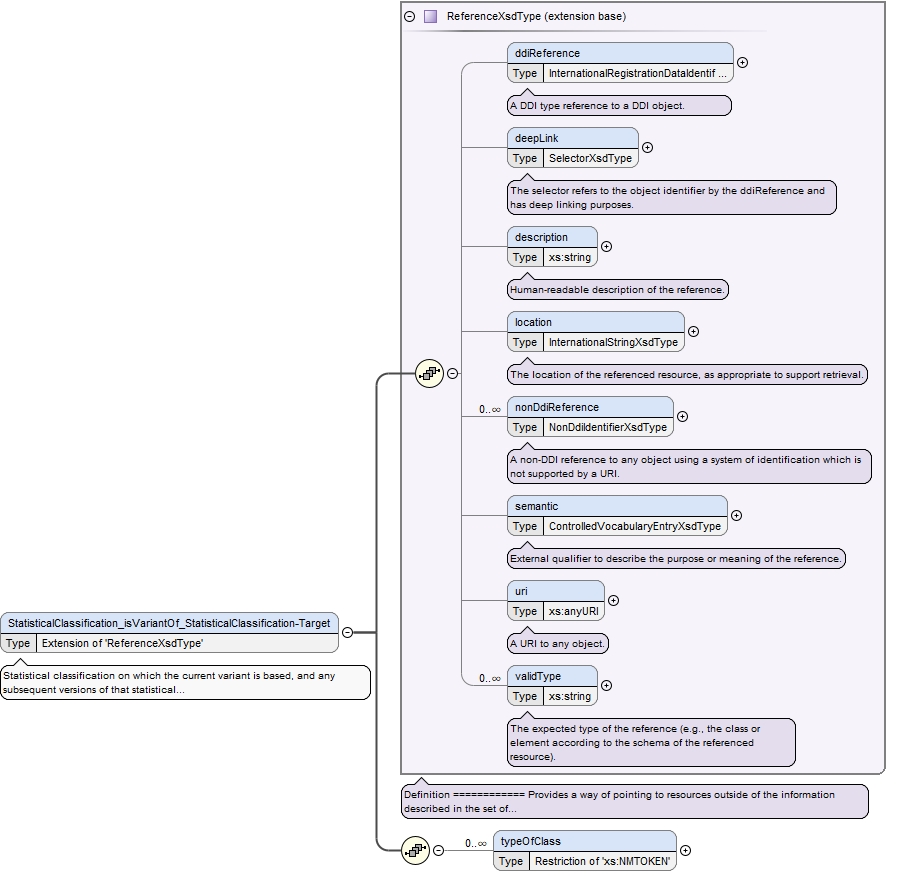 ReferenceXsdType (extension base)
ddiReference
Type InternationalRegistrationDataIdentif ...
A DDI type reference to a DDI object.
deepLink
Type SelectorXsdType
The selector refers to the object identifier by the ddiReference and
has deep linking purposes.
description
Type xs:string
Human-readable description of the reference.
location
Type InternationalStringXsdType
The location of the referenced resource, as appropriate to support retrieval.
0..∞ nonDdiReference
Type NonDdiIdentifierXsdType
A non-DDI reference to any object using a system of identification which is
not supported by a URI.
semantic
Type ControlledVocabularyEntryXsdType
External qualifier to describe the purpose or meaning of the reference.
uri
Type xs:anyURI
A URI to any object.
0..∞ validType
Type xs:string
The expected type of the reference (e.g., the class or
element according to the schema of the referenced
resource).
StatisticalClassification_isVariantOf_StatisticalClassification-Target
Type Extension of 'ReferenceXsdType'
Statistical classification on which the current variant is based, and any
subsequent versions of that statistical...
Definition ============ Provides a way of pointing to resources outside of the information
described in the set of...
0..∞ typeOfClass
Type Restriction of 'xs:NMTOKEN'